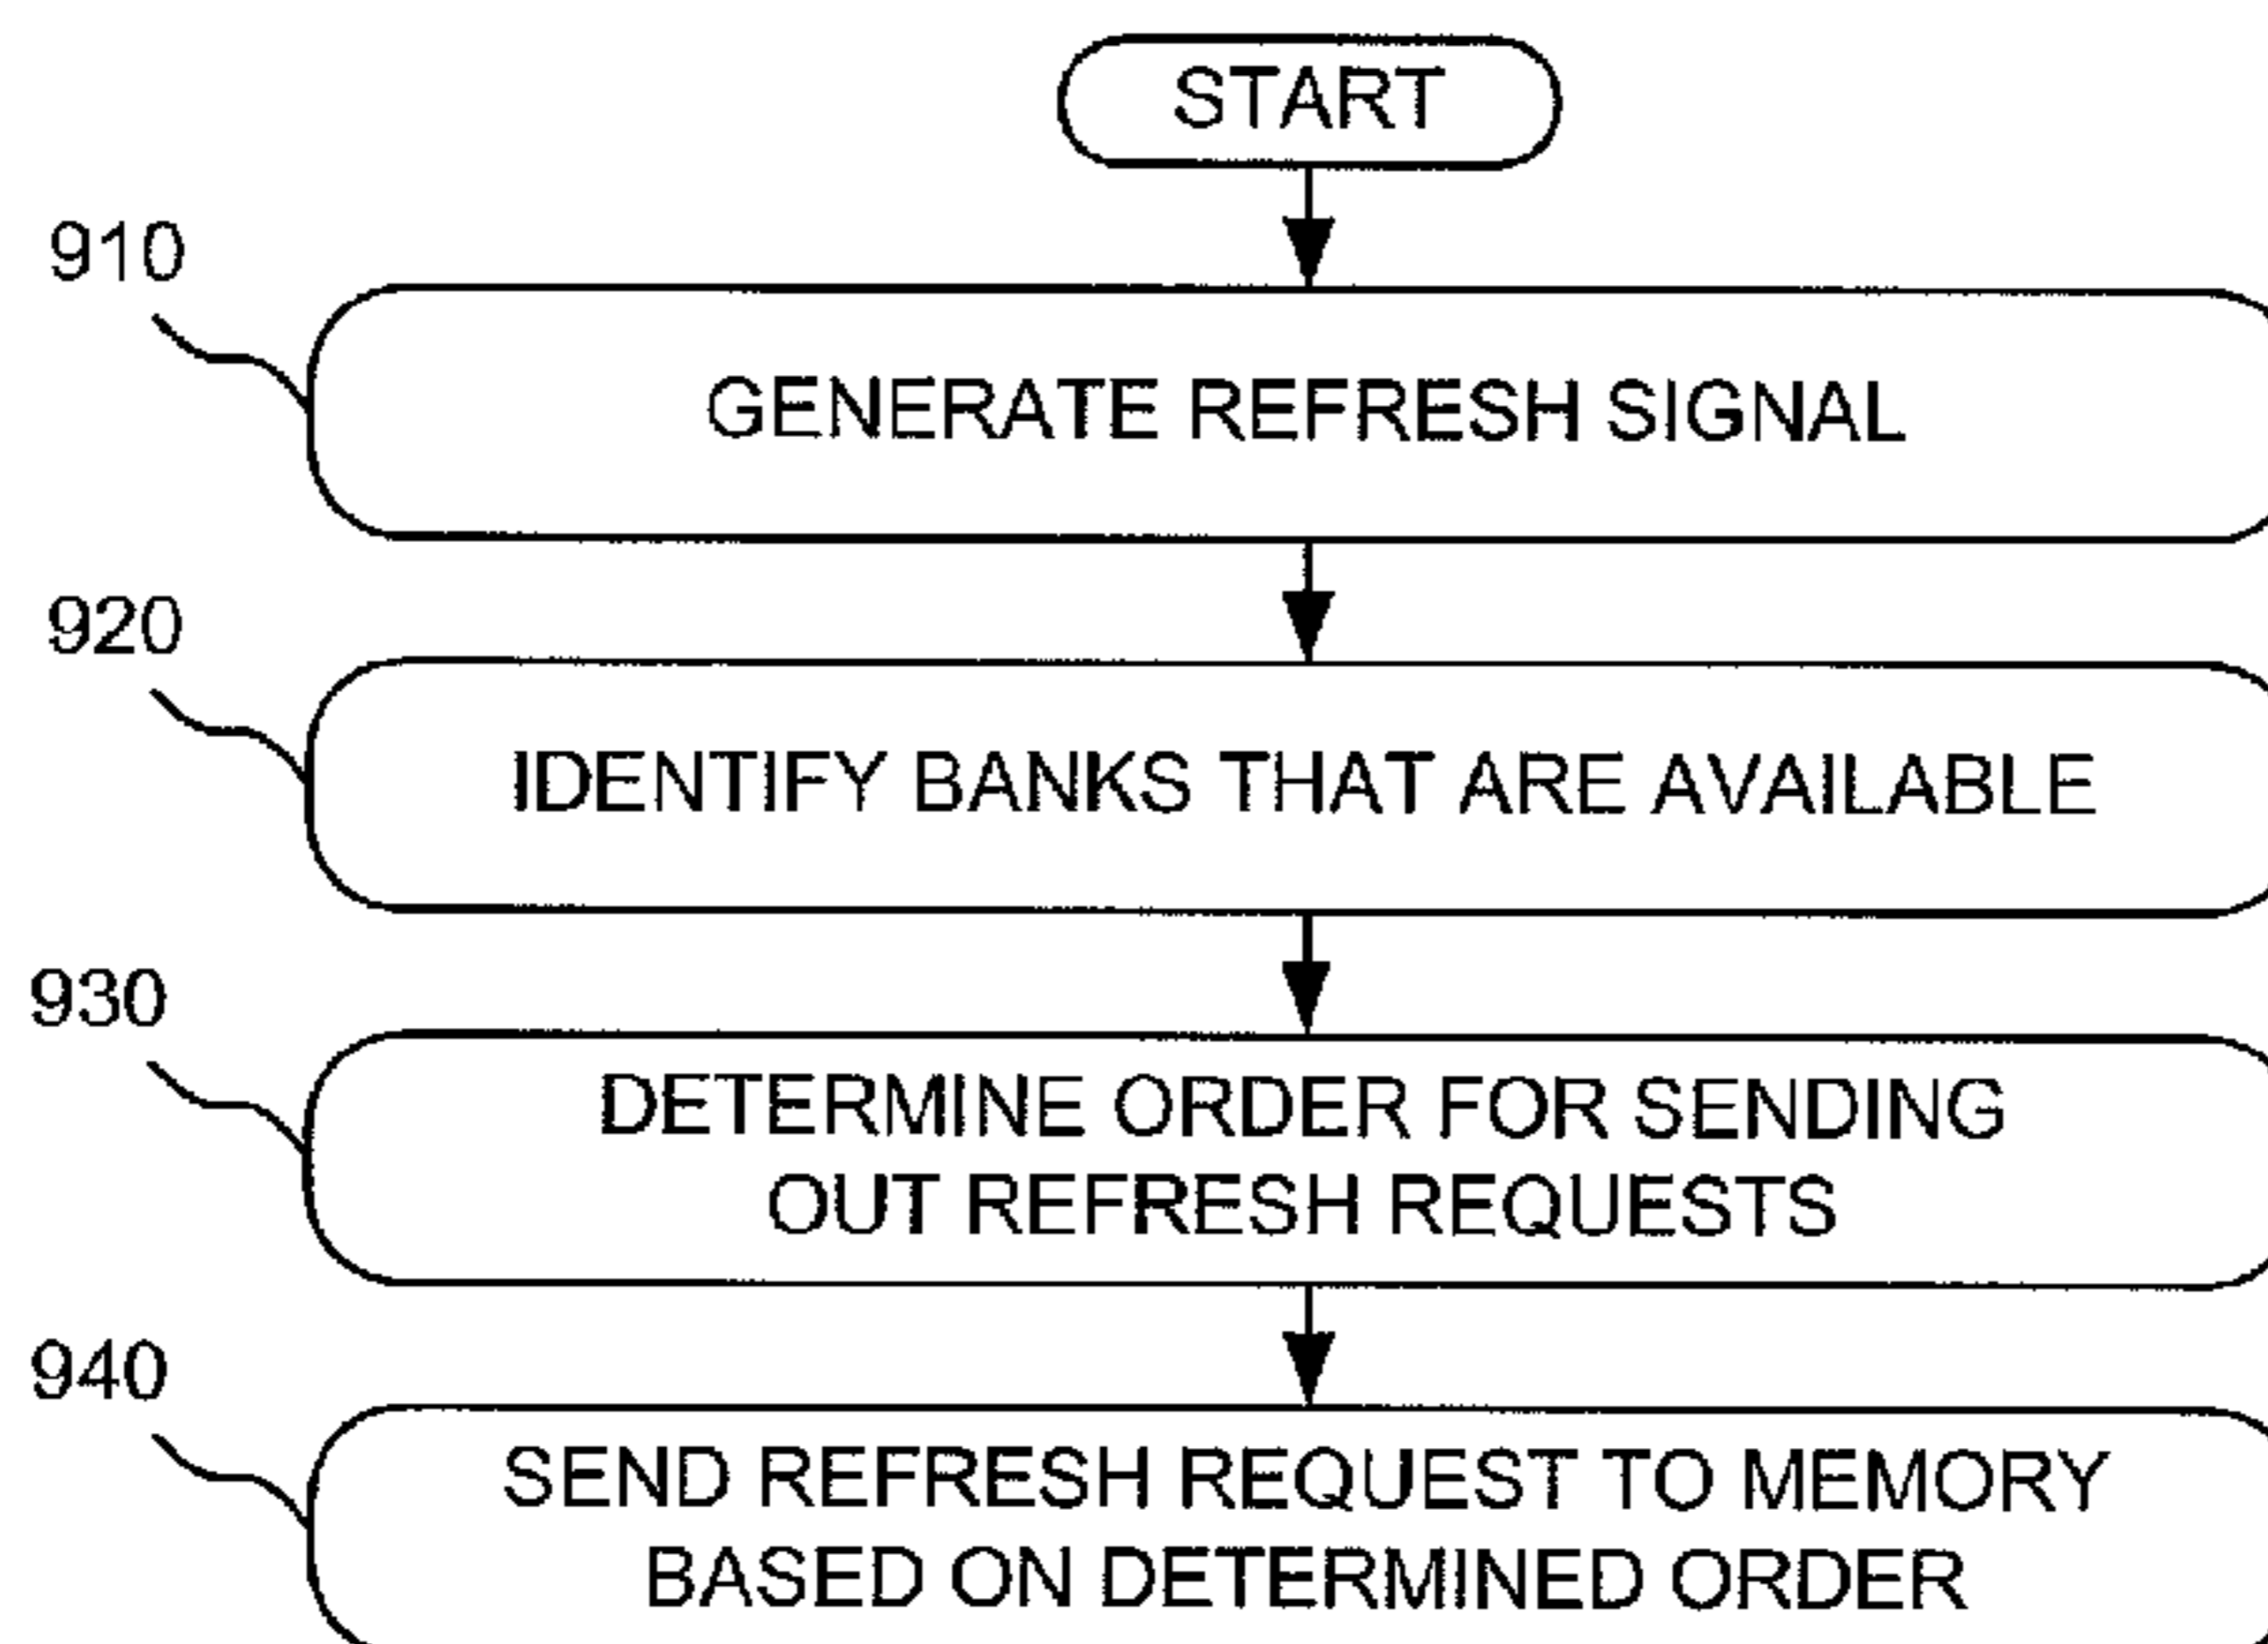 START
910
GENERATE REFRESH SIGNAL
920
IDENTIFY BANKS THAT ARE AVAILABLE
930
DETERMINE ORDER FOR SENDING
OUT REFRESH REQUESTS
940
SEND REFRESH REQUEST TO MEMORY
BASED ON DETERMINED ORDER